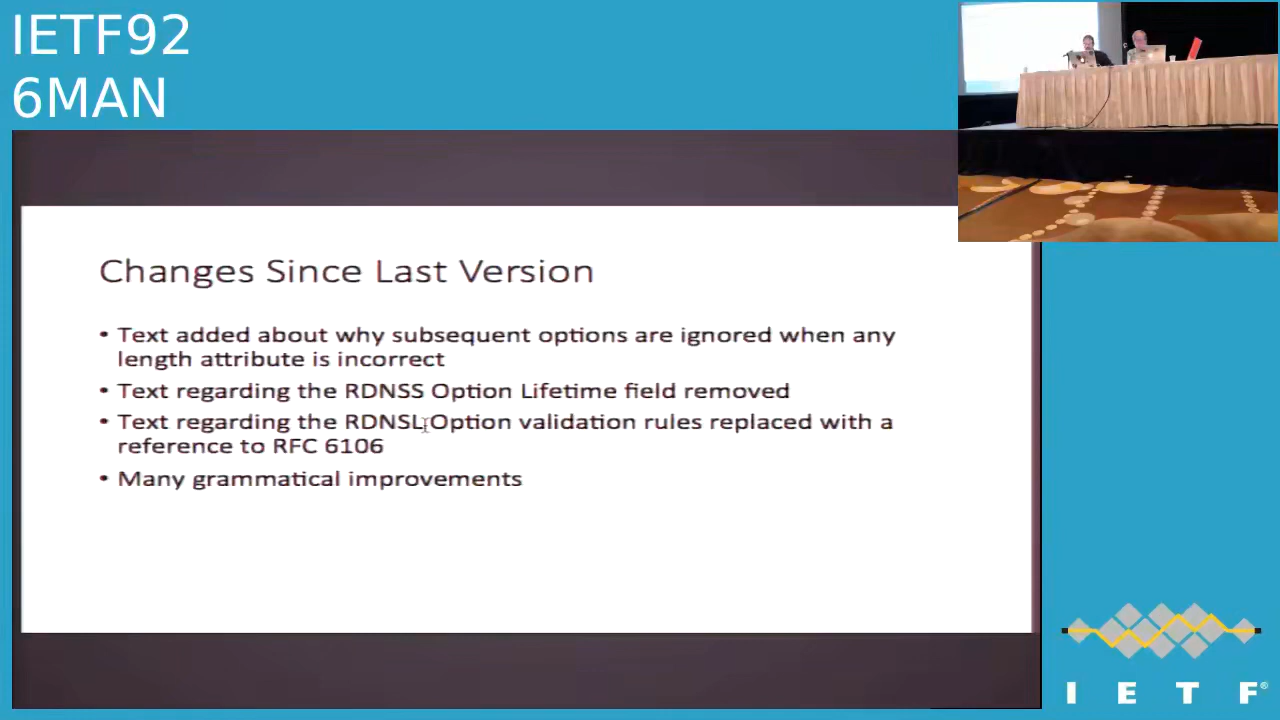 IETF92
6MAN
Changes Since Last Version
• Text added about why subsequent options are ignored when any
length attribute is incorrect
• Text regarding the RDNSS Option Lifetime field removed
• Text regarding the RDNSL Option validation rules replaced with a
reference to RFC 6106
• Many grammatical improvements
I E T F®